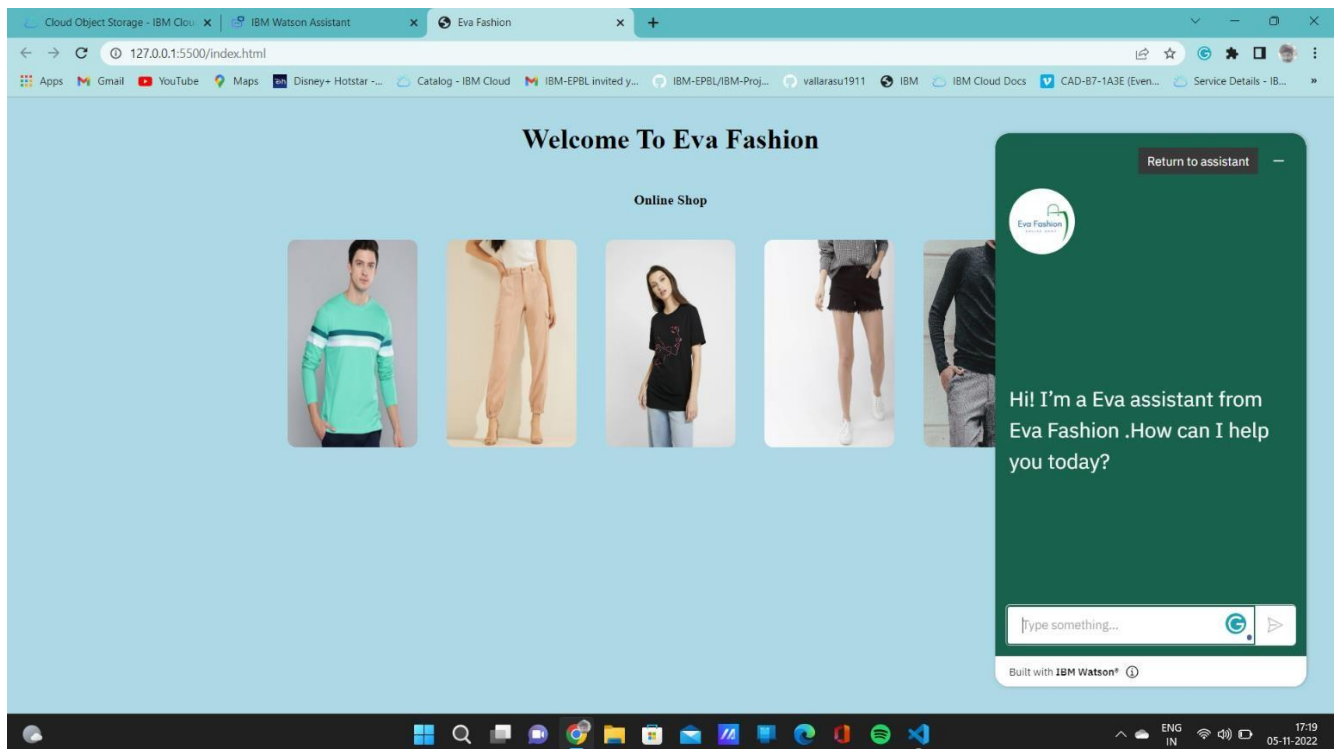 Cloud Object Storage - IBM Clou
IBM Watson Assistant
Eva Fashion
127.0.0.1:5500/index.html
Apps
Gmail
YouTube
Maps
Disney+ Hotstar -...
Catalog - IBM Cloud
IBM-EPBL invited y...
IBM-EPBL/IBM-Proj...
vallarasu1911
IBM
IBM Cloud Docs
CAD-B7-1A3E (Even...
Service Details - IB...
»
Welcome To Eva Fashion
Online Shop
Return to assistant
Eva Fashion
ONLINE SHOP
Hi! I'm a Eva assistant from
Eva Fashion .How can I help
you today?
Type something...
Built with IBM Watson®
ENG
IN
17:19
05-11-2022